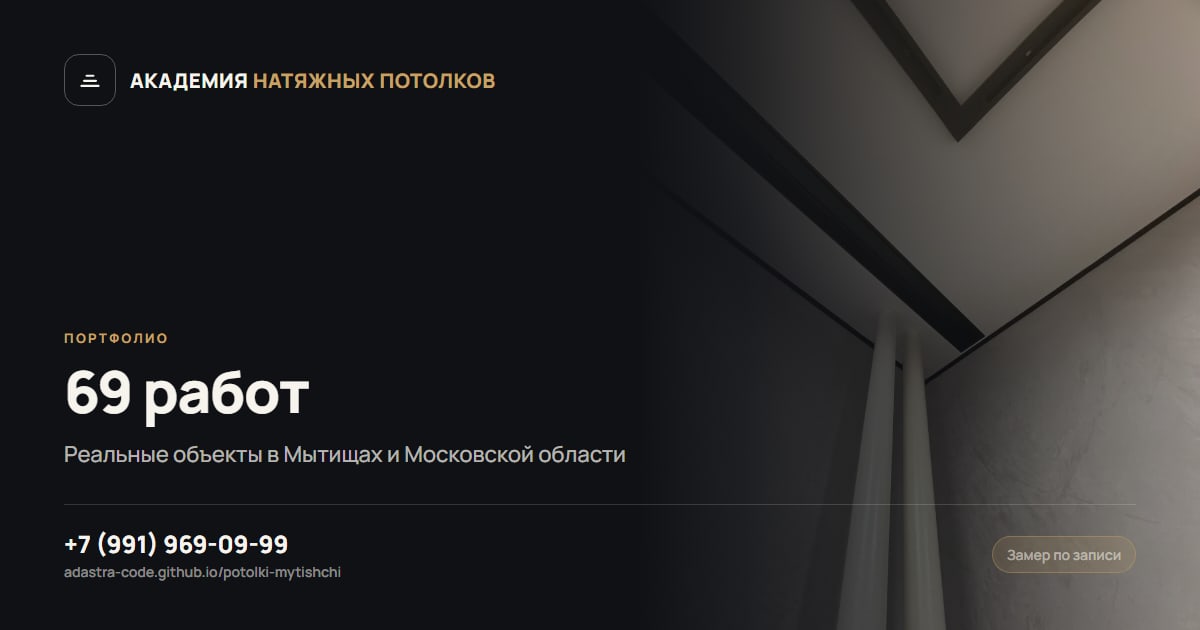 АКАДЕМИЯ НАТЯЖНЫХ ПОТОЛКОВ
ПОРТФОЛИО
69 работ
Реальные объекты в Мытищах и Московской области
+7 (991) 969-09-99
adastra-code.github.io/potolki-mytishchi
Замер по записи